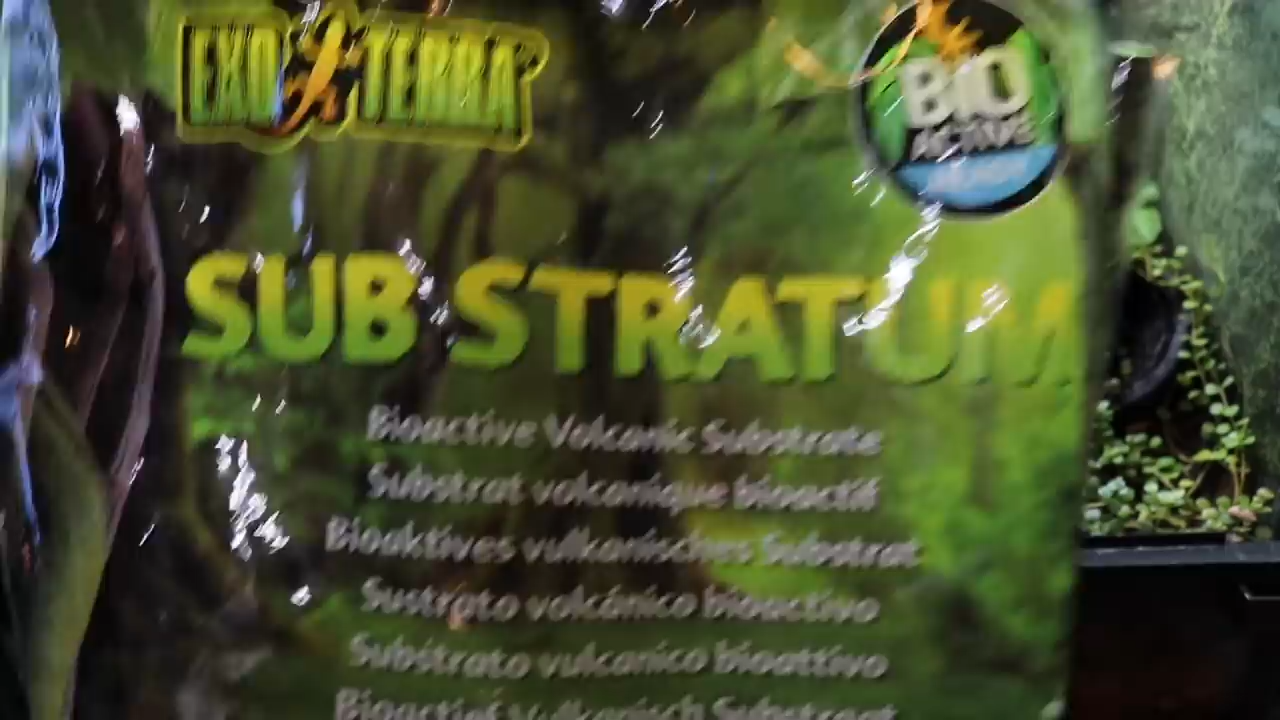 EXO TERRA
BIO
ACTIVE
SUB STRATUM
Bioactive Volcanic Substrate
Substrat volcanique bioactif
Bioaktives vulkanisches Substrat
Sustrato volcánico bioactivo
Substrato vulcanico bioattivo
Bioactief Vulkanisch Substraat